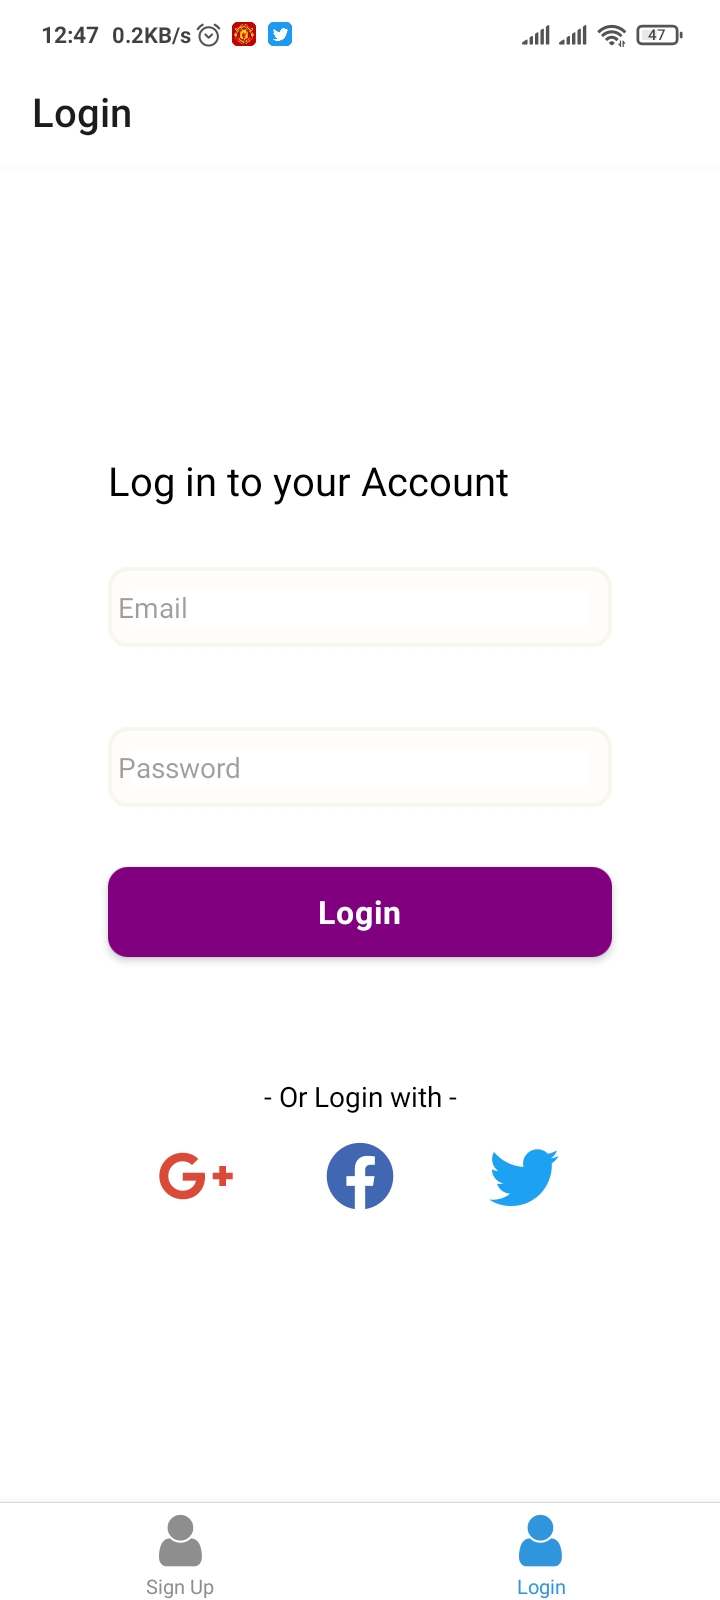 12:47 0.2KB/s 47
Login
Log in to your Account
Email
Password
Login
- Or Login with -
G+
Sign Up Login